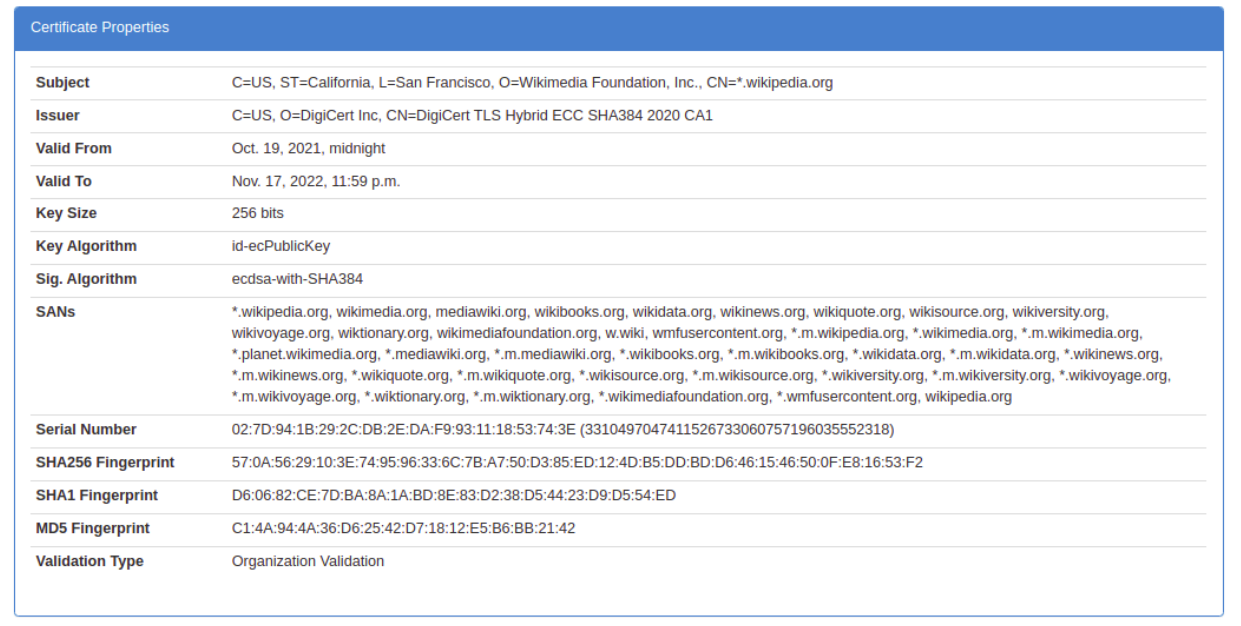 Certificate Properties
Subject C=US, ST=California, L=San Francisco, O=Wikimedia Foundation, Inc., CN=*.wikipedia.org
Issuer C=US, O=DigiCert Inc, CN=DigiCert TLS Hybrid ECC SHA384 2020 CA1
Valid From Oct. 19, 2021, midnight
Valid To Nov. 17, 2022, 11:59 p.m.
Key Size 256 bits
Key Algorithm id-ecPublicKey
Sig. Algorithm ecdsa-with-SHA384
SANs *.wikipedia.org, wikimedia.org, mediawiki.org, wikibooks.org, wikidata.org, wikinews.org, wikiquote.org, wikisource.org, wikiversity.org,
wikivoyage.org, wiktionary.org, wikimediafoundation.org, w.wiki, wmfusercontent.org, *.m.wikipedia.org, *.wikimedia.org, *.m.wikimedia.org,
*.planet.wikimedia.org, *.mediawiki.org, *.m.mediawiki.org, *.wikibooks.org, *.m.wikibooks.org, *.wikidata.org, *.m.wikidata.org, *.wikinews.org,
*.m.wikinews.org, *.wikiquote.org, *.m.wikiquote.org, *.wikisource.org, *.m.wikisource.org, *.wikiversity.org, *.m.wikiversity.org, *.wikivoyage.org,
*.m.wikivoyage.org, *.wiktionary.org, *.m.wiktionary.org, *.wikimediafoundation.org, *.wmfusercontent.org, wikipedia.org
Serial Number 02:7D:94:1B:29:2C:DB:2E:DA:F9:93:11:18:53:74:3E (3310497047411526733060757196035552318)
SHA256 Fingerprint 57:0A:56:29:10:3E:74:95:96:33:6C:7B:A7:50:D3:85:ED:12:4D:B5:DD:BD:D6:46:15:46:50:0F:E8:16:53:F2
SHA1 Fingerprint D6:06:82:CE:7D:BA:8A:1A:BD:8E:83:D2:38:D5:44:23:D9:D5:54:ED
MD5 Fingerprint C1:4A:94:4A:36:D6:25:42:D7:18:12:E5:B6:BB:21:42
Validation Type Organization Validation